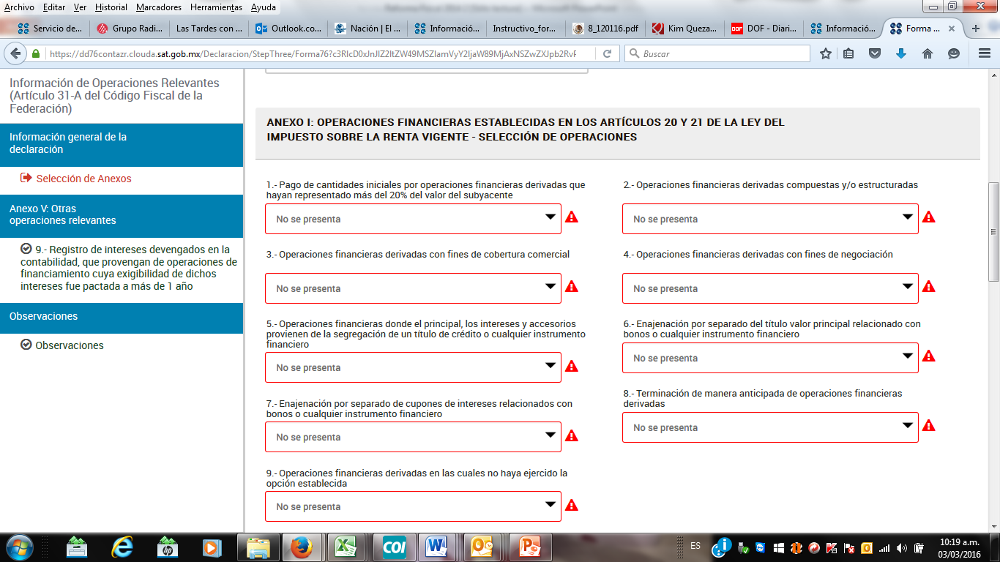 Archivo Editar Ver Historial Marcadores Herramientas Ayuda
Servicio de... Grupo Radi... Las Tardes con ... Outlook.co... Nación | El ... Informació... Instructivo_for... 8_120116.pdf Kim Queza... DOF - Diari... Informació... Forma ...
https://dd76contazr.clouda.sat.gob.mx/Declaracion/StepThree/Forma76?
Buscar
Información de Operaciones Relevantes
(Artículo 31-A del Código Fiscal de la
Federación)
Información general de la
declaración
Selección de Anexos
Anexo V: Otras
operaciones relevantes
9.- Registro de intereses devengados en la
contabilidad, que provengan de operaciones de
financiamiento cuya exigibilidad de dichos
intereses fue pactada a más de 1 año
Observaciones
Observaciones
ANEXO I: OPERACIONES FINANCIERAS ESTABLECIDAS EN LOS ARTÍCULOS 20 Y 21 DE LA LEY DEL
IMPUESTO SOBRE LA RENTA VIGENTE - SELECCIÓN DE OPERACIONES
1.- Pago de cantidades iniciales por operaciones financieras derivadas que
hayan representado más del 20% del valor del subyacente
No se presenta
2.- Operaciones financieras derivadas compuestas y/o estructuradas
No se presenta
3.- Operaciones financieras derivadas con fines de cobertura comercial
No se presenta
4.- Operaciones financieras derivadas con fines de negociación
No se presenta
5.- Operaciones financieras donde el principal, los intereses y accesorios
provienen de la segregación de un título de crédito o cualquier instrumento
financiero
No se presenta
6.- Enajenación por separado del título valor principal relacionado con
bonos o cualquier instrumento financiero
No se presenta
7.- Enajenación por separado de cupones de intereses relacionados con
bonos o cualquier instrumento financiero
No se presenta
8.- Terminación de manera anticipada de operaciones financieras
derivadas
No se presenta
9.- Operaciones financieras derivadas en las cuales no haya ejercido la
opción establecida
No se presenta
COI
ES
10:19 a.m.
03/03/2016